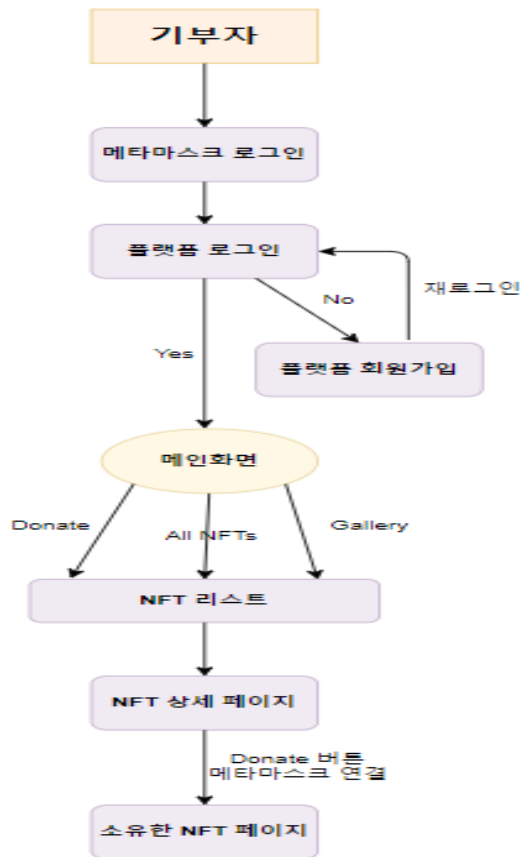 기부자
메타마스크 로그인
플랫폼 로그인
No
재로그인
Yes
플랫폼 회원가입
메인화면
Donate
All NFTs
Gallery
NFT 리스트
NFT 상세 페이지
Donate 버튼
메타마스크 연결
소유한 NFT 페이지